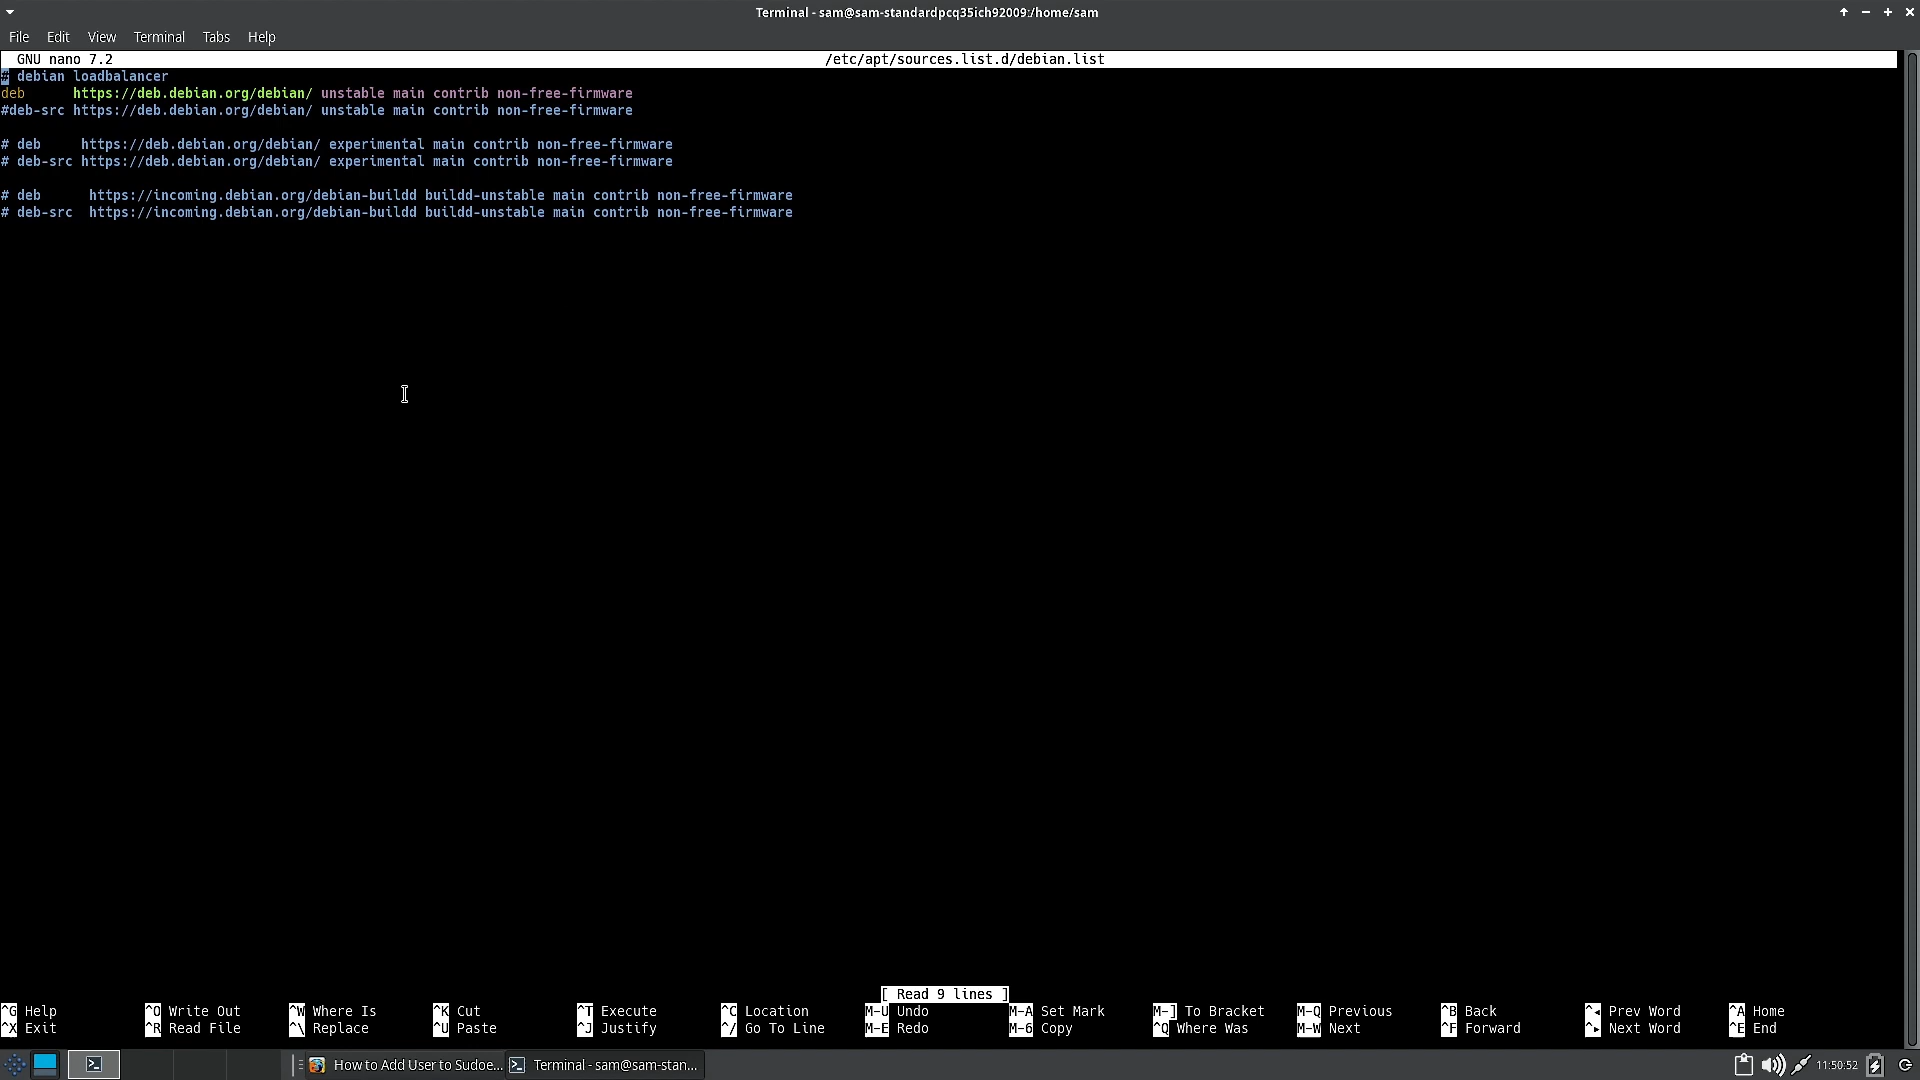 Terminal - sam@sam-standardpcq35ich92009:/home/sam
File Edit View Terminal Tabs Help
GNU nano 7.2 /etc/apt/sources.list.d/debian.list
# debian loadbalancer
deb      https://deb.debian.org/debian/ unstable main contrib non-free-firmware
#deb-src https://deb.debian.org/debian/ unstable main contrib non-free-firmware
# deb     https://deb.debian.org/debian/ experimental main contrib non-free-firmware
# deb-src https://deb.debian.org/debian/ experimental main contrib non-free-firmware
# deb      https://incoming.debian.org/debian-buildd buildd-unstable main contrib non-free-firmware
# deb-src  https://incoming.debian.org/debian-buildd buildd-unstable main contrib non-free-firmware
[ Read 9 lines ]
^G Help ^O Write Out ^W Where Is ^K Cut ^T Execute ^C Location M-U Undo M-A Set Mark M-] To Bracket M-Q Previous ^B Back ^◂ Prev Word ^A Home
^X Exit ^R Read File ^\ Replace ^U Paste ^J Justify ^/ Go To Line M-E Redo M-6 Copy ^Q Where Was M-W Next ^F Forward ^▸ Next Word ^E End
How to Add User to Sudoe... Terminal - sam@sam-stan... 11:50:52